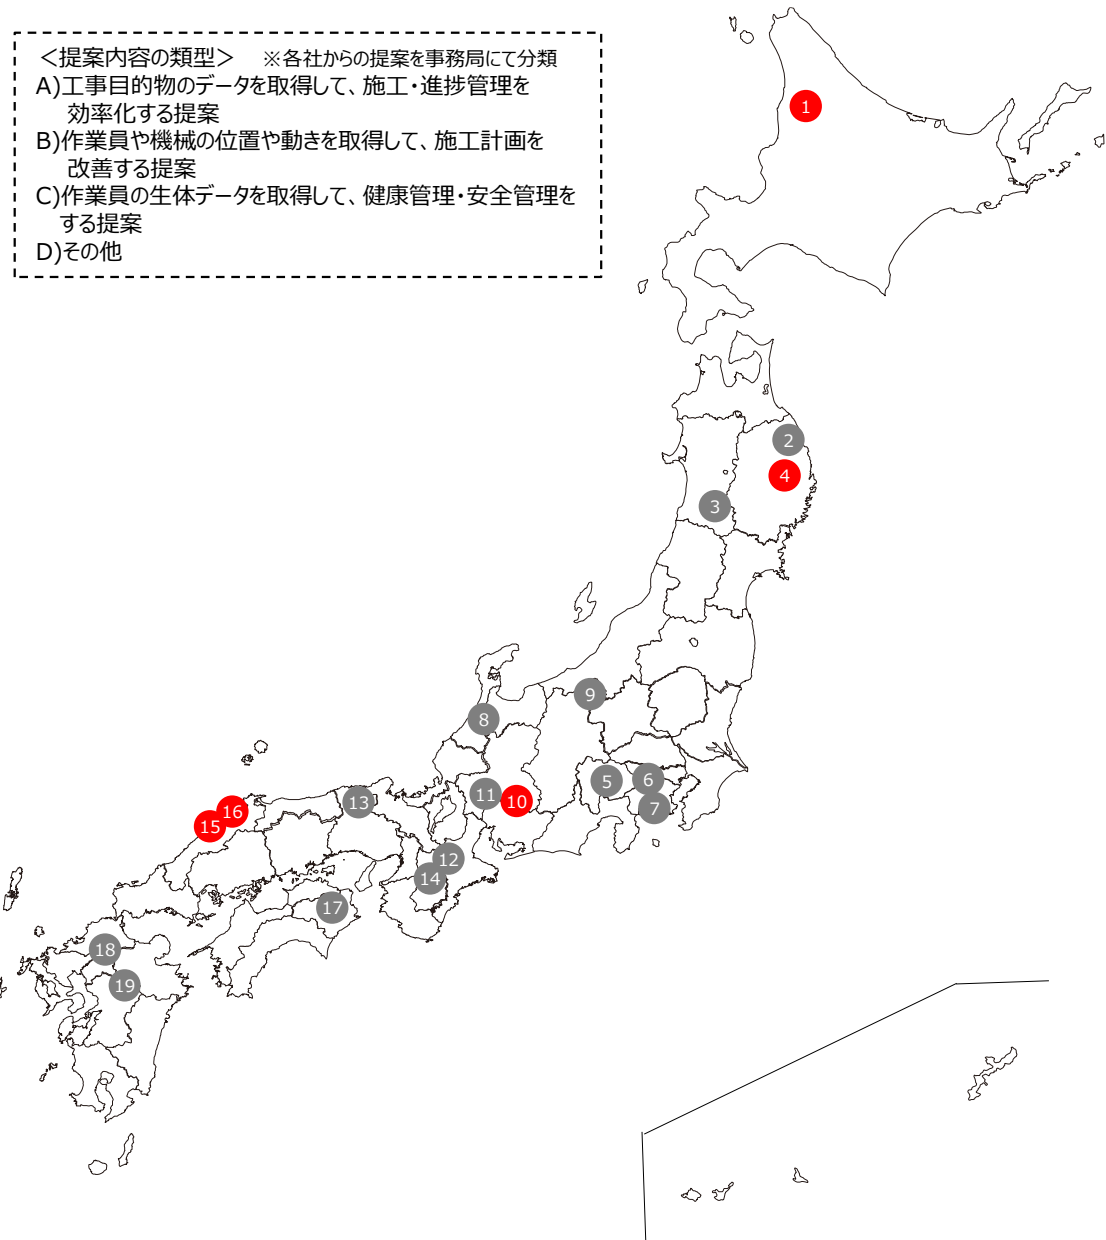 ＜提案内容の類型＞　※各社からの提案を事務局にて分類
A)工事目的物のデータを取得して、施工・進捗管理を
効率化する提案
B)作業員や機械の位置や動きを取得して、施工計画を
改善する提案
C)作業員の生体データを取得して、健康管理・安全管理を
する提案
D)その他
1
2
4
3
9
8
5
6
7
11
10
13
16
15
12
14
17
18
19